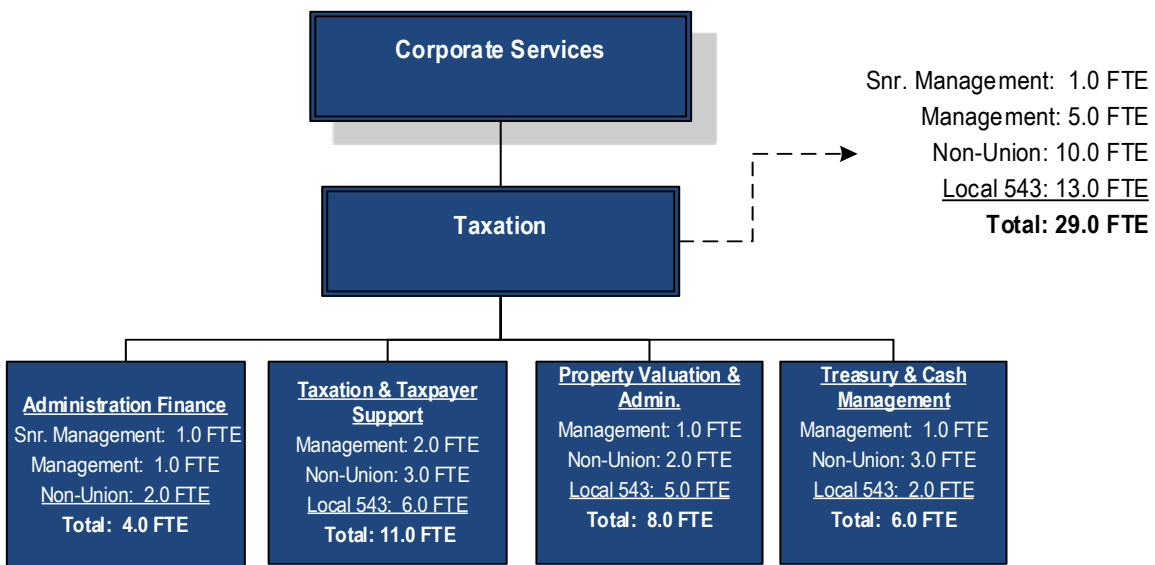 Corporate Services
Snr. Management: 1.0 FTE
Management: 5.0 FTE
Non-Union: 10.0 FTE
Local 543: 13.0 FTE
Total: 29.0 FTE
Taxation
Administration Finance
Snr. Management: 1.0 FTE
Management: 1.0 FTE
Non-Union: 2.0 FTE
Total: 4.0 FTE
Taxation & Taxpayer
Support
Management: 2.0 FTE
Non-Union: 3.0 FTE
Local 543: 6.0 FTE
Total: 11.0 FTE
Property Valuation &
Admin.
Management: 1.0 FTE
Non-Union: 2.0 FTE
Local 543: 5.0 FTE
Total: 8.0 FTE
Treasury & Cash
Management
Management: 1.0 FTE
Non-Union: 3.0 FTE
Local 543: 2.0 FTE
Total: 6.0 FTE